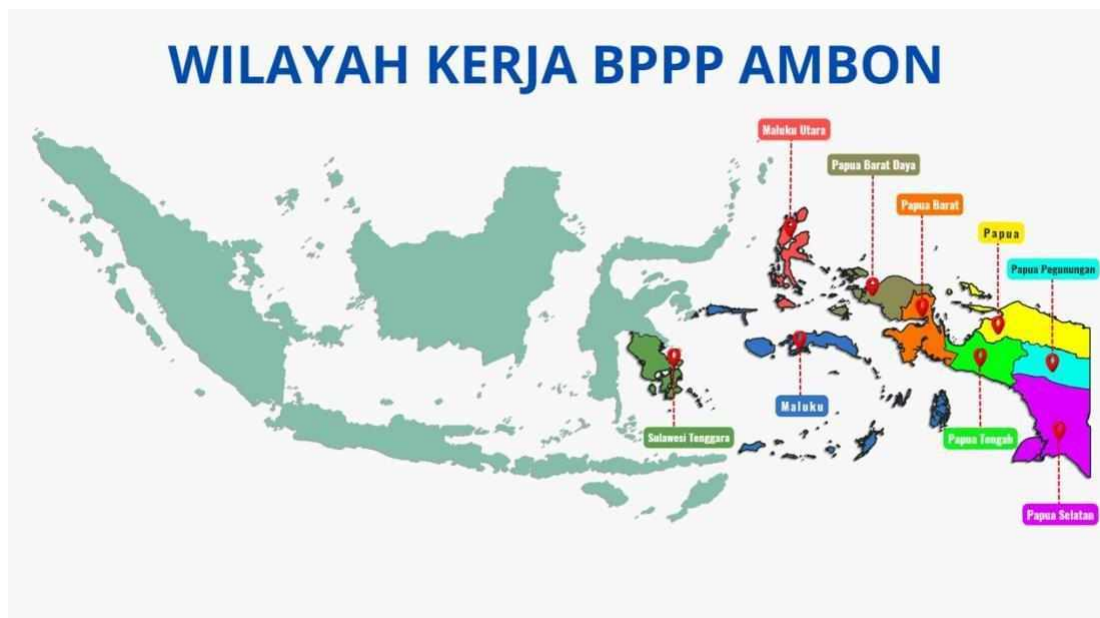 WILAYAH KERJA BPPP AMBON
Maluku Utara
Papua Barat Daya
Papua Barat
Papua
Papua Pegunungan
Maluku
Sulawesi Tenggara
Papua Tengah
Papua Selatan